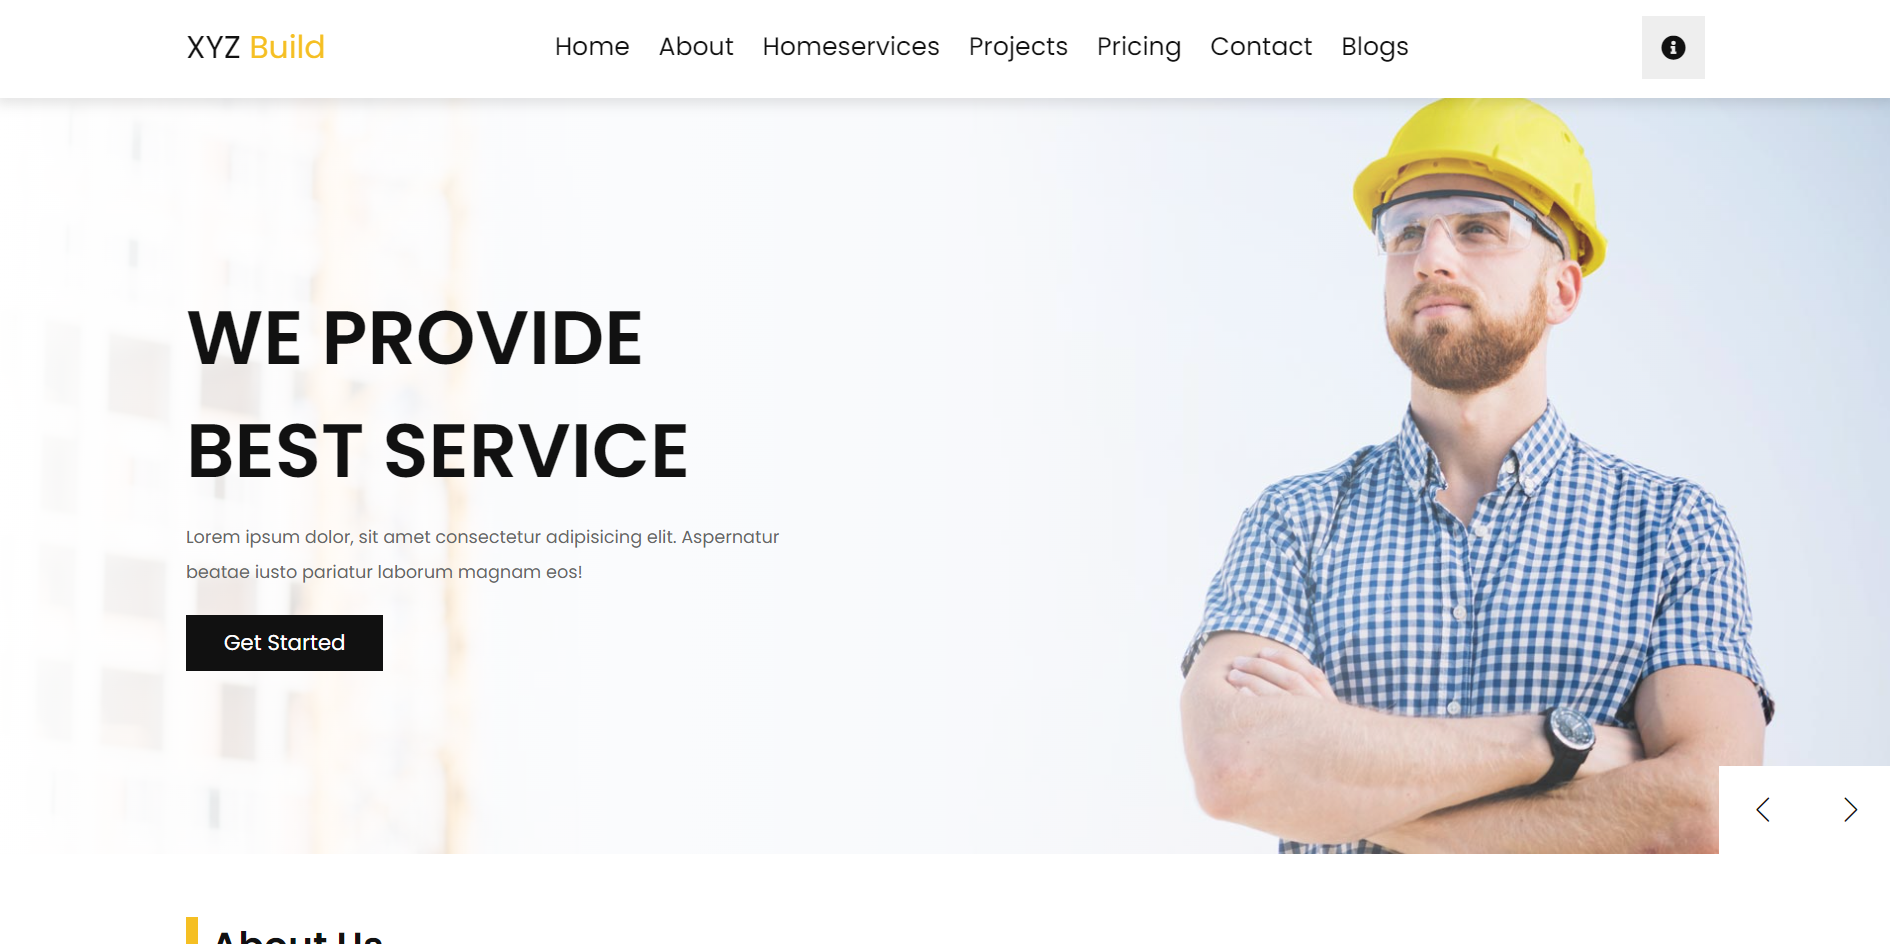 XYZ Build
Home About Homeservices Projects Pricing Contact Blogs
WE PROVIDE
BEST SERVICE
Lorem ipsum dolor, sit amet consectetur adipisicing elit. Aspernatur
beatae iusto pariatur laborum magnam eos!
Get Started
About Us